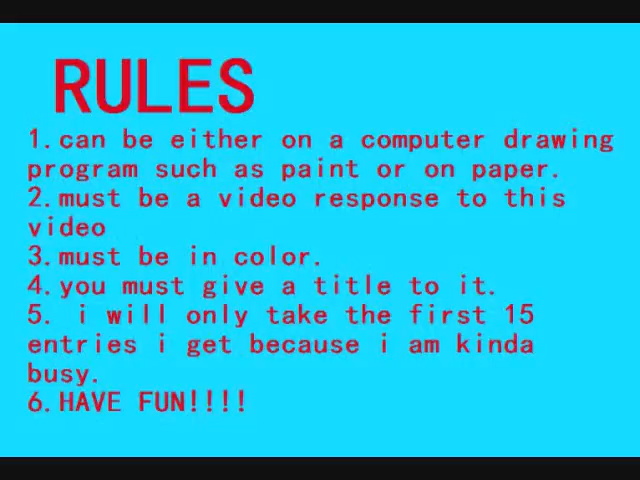 RULES
1.can be either on a computer drawing
program such as paint or on paper.
2.must be a video response to this
video
3.must be in color.
4.you must give a title to it.
5. i will only take the first 15
entries i get because i am kinda
busy.
6.HAVE FUN!!!!